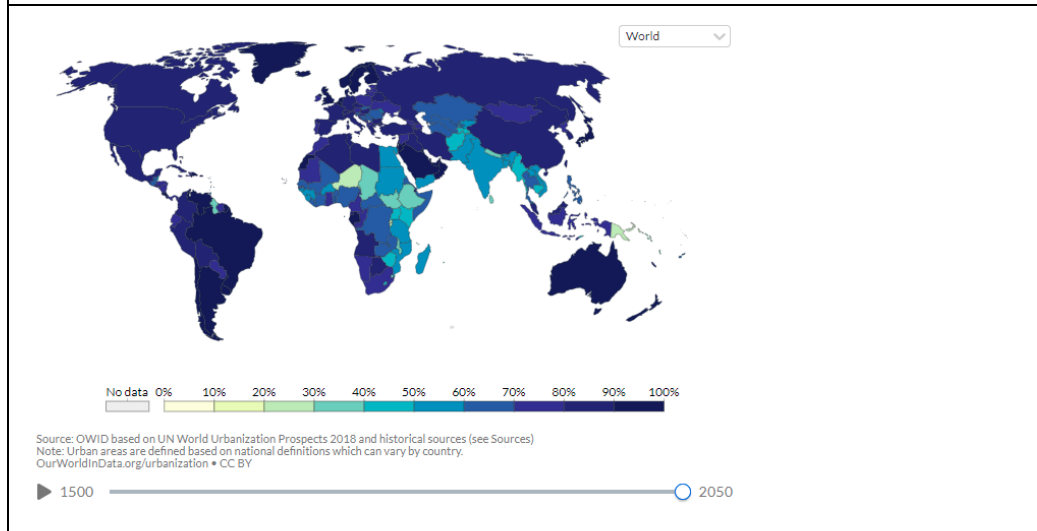 World
No data 0% 10% 20% 30% 40% 50% 60% 70% 80% 90% 100%
Source: OWID based on UN World Urbanization Prospects 2018 and historical sources (see Sources)
Note: Urban areas are defined based on national definitions which can vary by country.
OurWorldInData.org/urbanization • CC BY
1500 2050